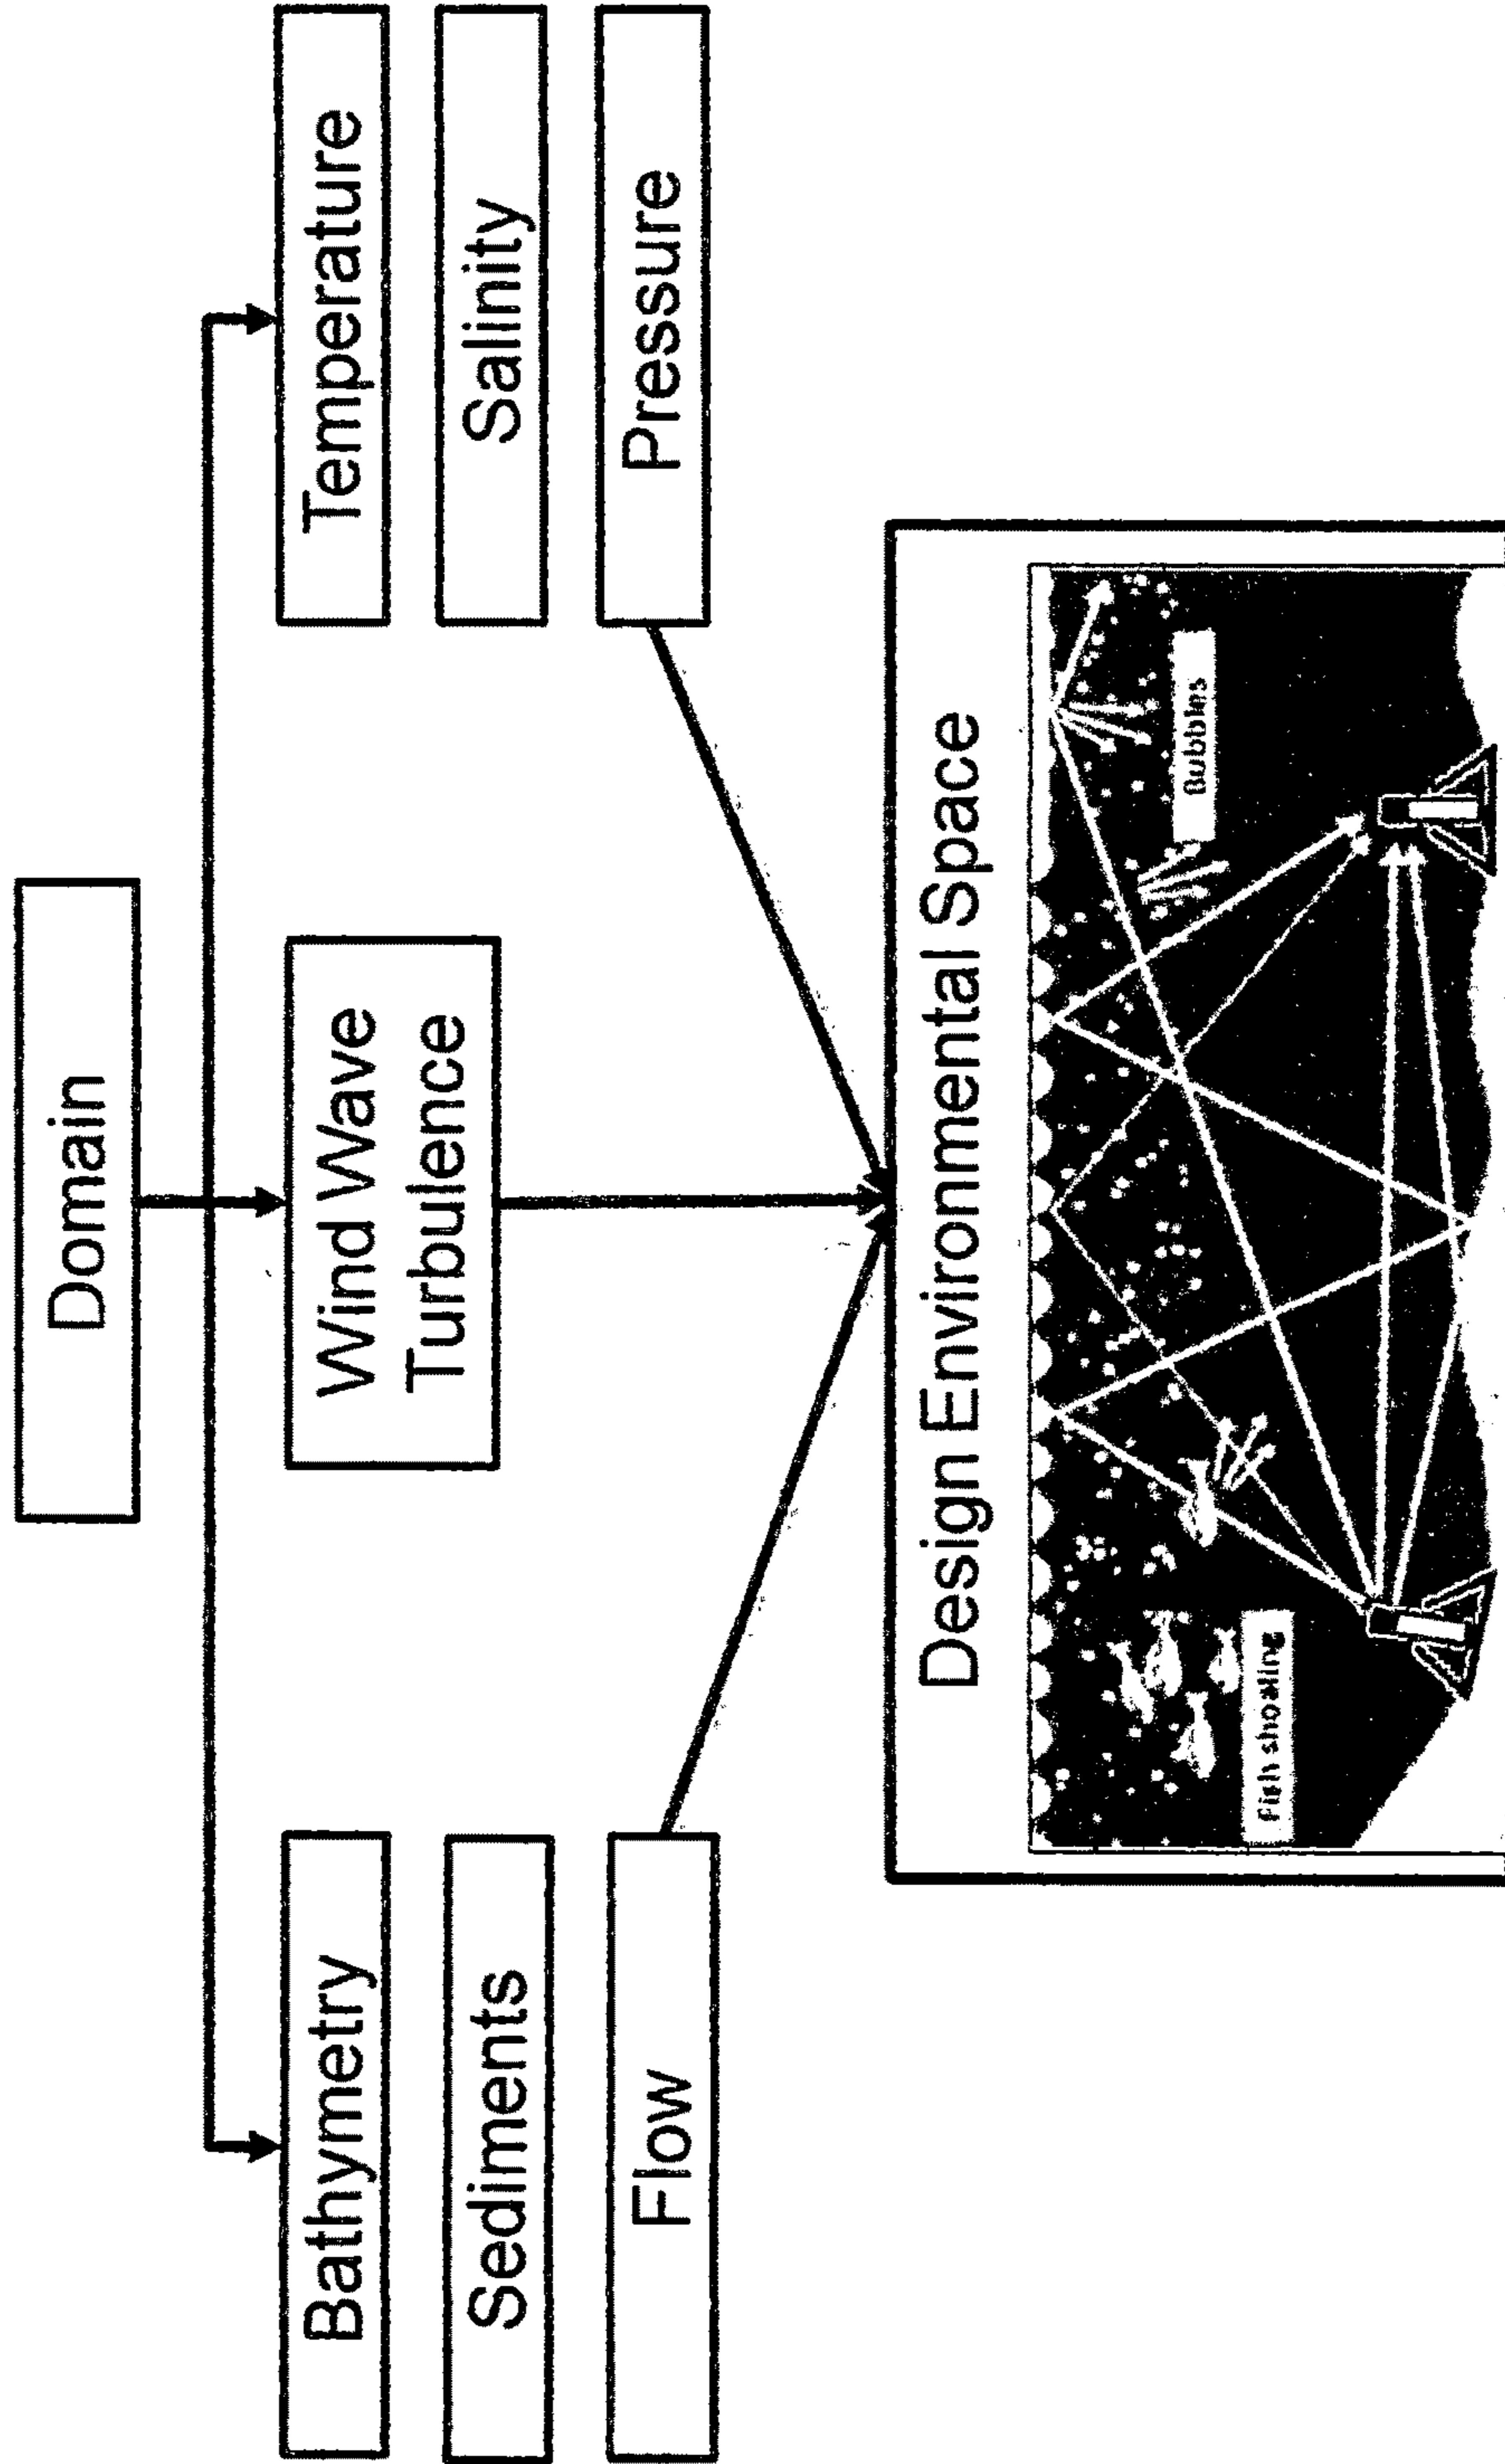 Domain
Bathymetry
Sediments
Flow
Wind Wave
Turbulence
Temperature
Salinity
Pressure
Design Environmental Space
Fish shoaling
Bubbles